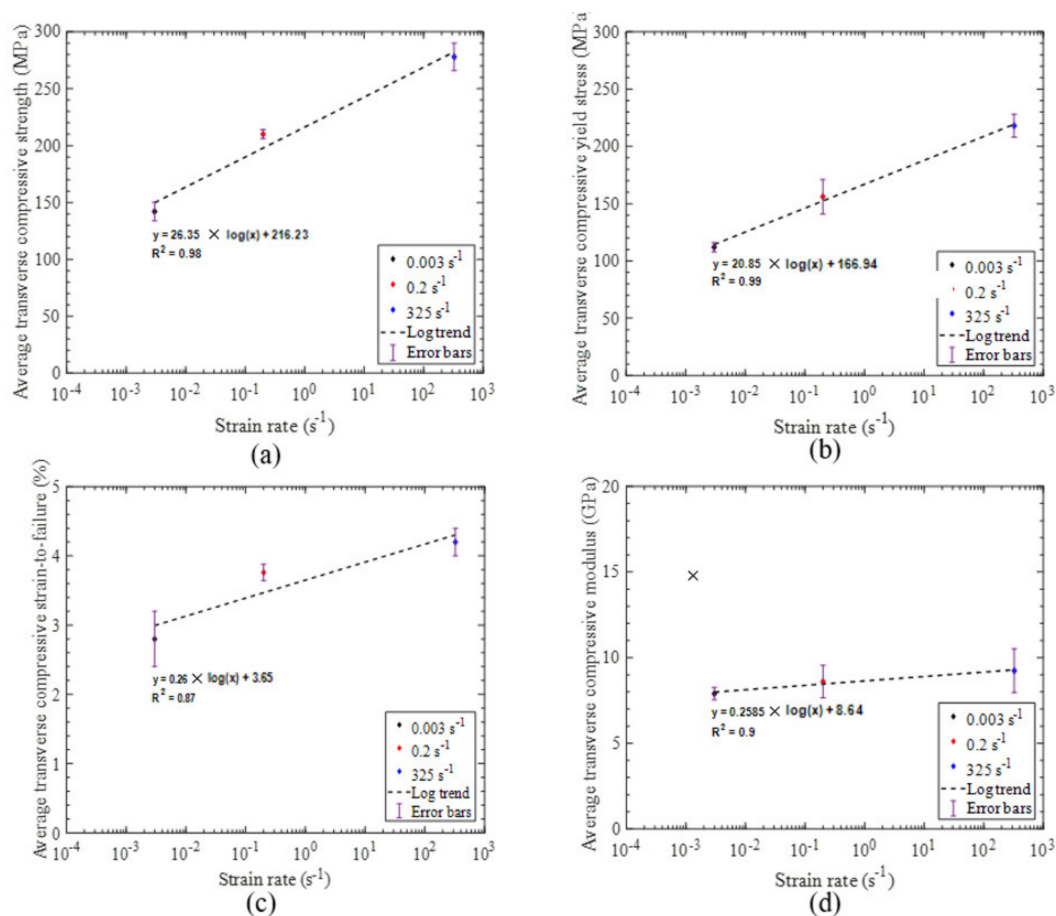 Average transverse compressive strength (MPa)
300
250
200
150
100
50
0
y = 26.35 × log(x) + 216.23
R² = 0.98
0.003 s⁻¹
0.2 s⁻¹
325 s⁻¹
Log trend
Error bars
10⁻⁴ 10⁻³ 10⁻² 10⁻¹ 10⁰ 10¹ 10² 10³
Strain rate (s⁻¹)
(a)
Average transverse compressive yield stress (MPa)
300
250
200
150
100
50
0
y = 20.85 × log(x) + 166.94
R² = 0.99
0.003 s⁻¹
0.2 s⁻¹
325 s⁻¹
Log trend
Error bars
10⁻⁴ 10⁻³ 10⁻² 10⁻¹ 10⁰ 10¹ 10² 10³
Strain rate (s⁻¹)
(b)
Average transverse compressive strain-to-failure (%)
5
4
3
2
1
0
y = 0.26 × log(x) + 3.65
R² = 0.87
0.003 s⁻¹
0.2 s⁻¹
325 s⁻¹
Log trend
Error bars
10⁻⁴ 10⁻³ 10⁻² 10⁻¹ 10⁰ 10¹ 10² 10³
Strain rate (s⁻¹)
(c)
Average transverse compressive modulus (GPa)
20
15
10
5
0
×
y = 0.2585 × log(x) + 8.64
R² = 0.9
0.003 s⁻¹
0.2 s⁻¹
325 s⁻¹
Log trend
Error bars
10⁻⁴ 10⁻³ 10⁻² 10⁻¹ 10⁰ 10¹ 10² 10³
Strain rate (s⁻¹)
(d)